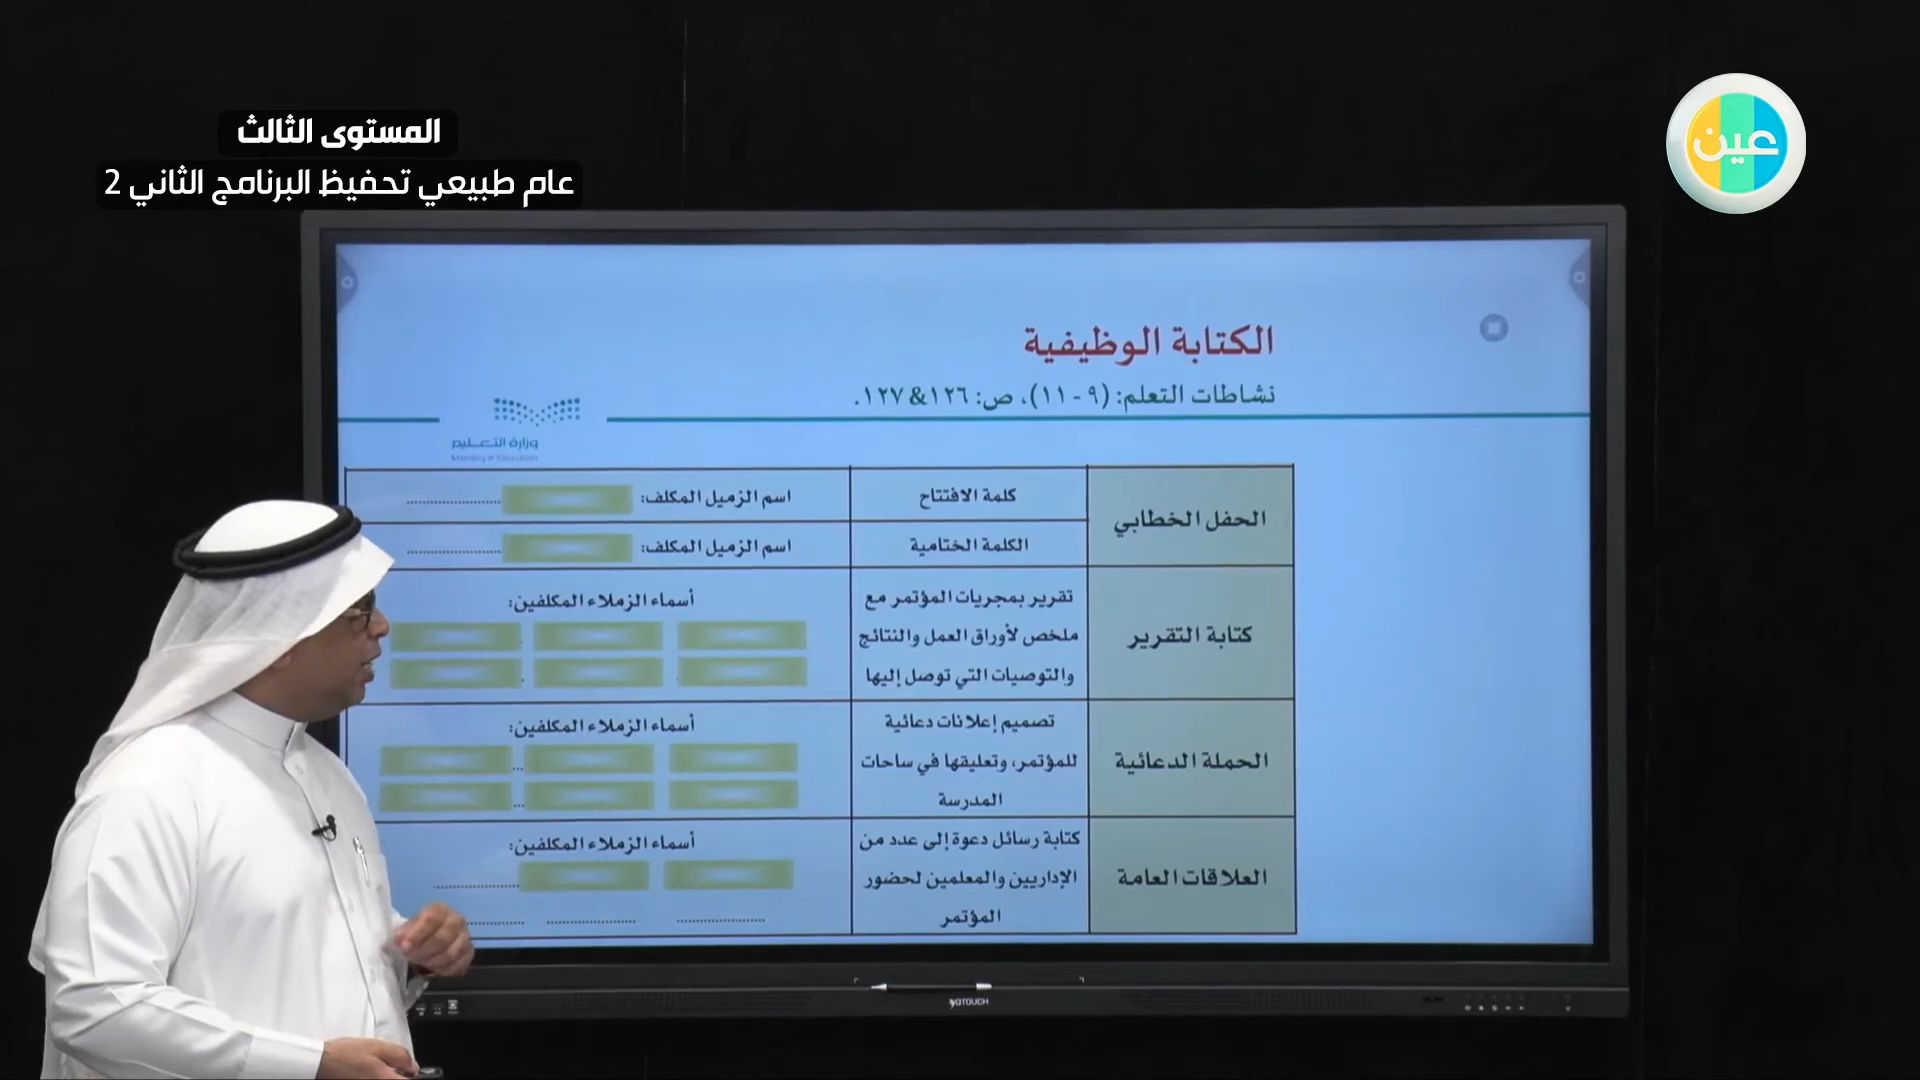 المستوى الثالث
عام طبيعي تحفيظ البرنامج الثاني 2
عين
الكتابة الوظيفية
نشاطات التعلم: (٩ - ١١)، ص: ١٢٦&١٢٧.
وزارة التعليم
Ministry of Education
الحفل الخطابي
كلمة الافتتاح
اسم الزميل المكلف:
الكلمة الختامية
اسم الزميل المكلف:
كتابة التقرير
تقرير بمجريات المؤتمر مع
ملخص لأوراق العمل والنتائج
والتوصيات التي توصل إليها
أسماء الزملاء المكلفين:
الحملة الدعائية
تصميم إعلانات دعائية
للمؤتمر، وتعليقها في ساحات
المدرسة
أسماء الزملاء المكلفين:
العلاقات العامة
كتابة رسائل دعوة إلى عدد من
الإداريين والمعلمين لحضور
المؤتمر
أسماء الزملاء المكلفين: